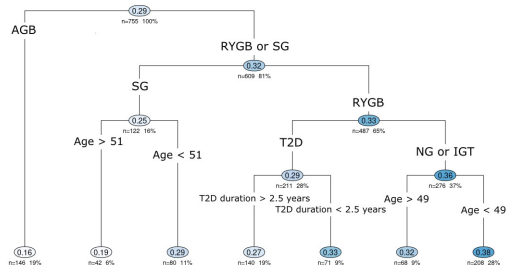 0.29
n=755 100%
AGB
RYGB or SG
0.32
n=609 81%
SG
RYGB
0.25
n=122 16%
0.33
n=487 65%
Age > 51
Age < 51
T2D
NG or IGT
0.29
n=211 28%
0.36
n=276 37%
T2D duration > 2.5 years
T2D duration < 2.5 years
Age > 49
Age < 49
0.16
n=146 19%
0.19
n=42 6%
0.29
n=80 11%
0.27
n=140 19%
0.33
n=71 9%
0.32
n=68 9%
0.38
n=208 28%